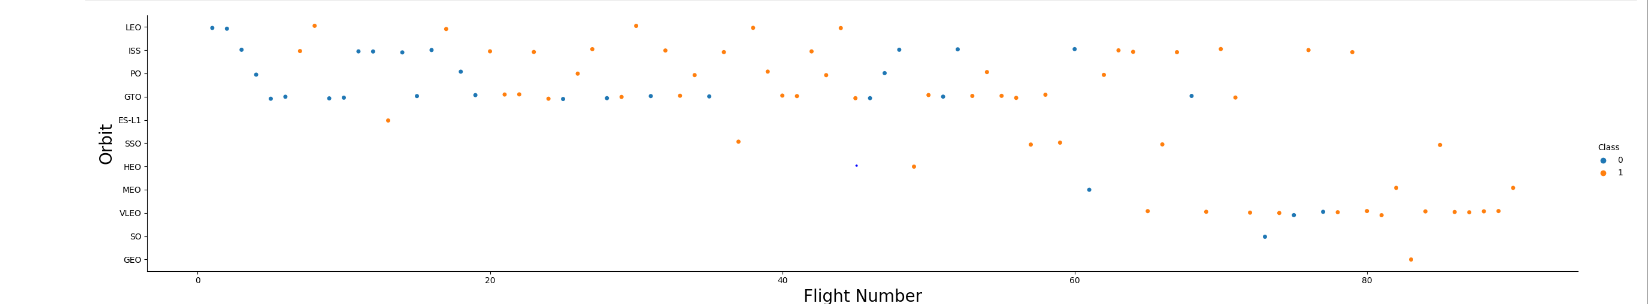 LEO
ISS
PO
GTO
ES-L1
SSO
HEO
MEO
VLEO
SO
GEO
Orbit
0 20 40 60 80
Flight Number
Class
0
1